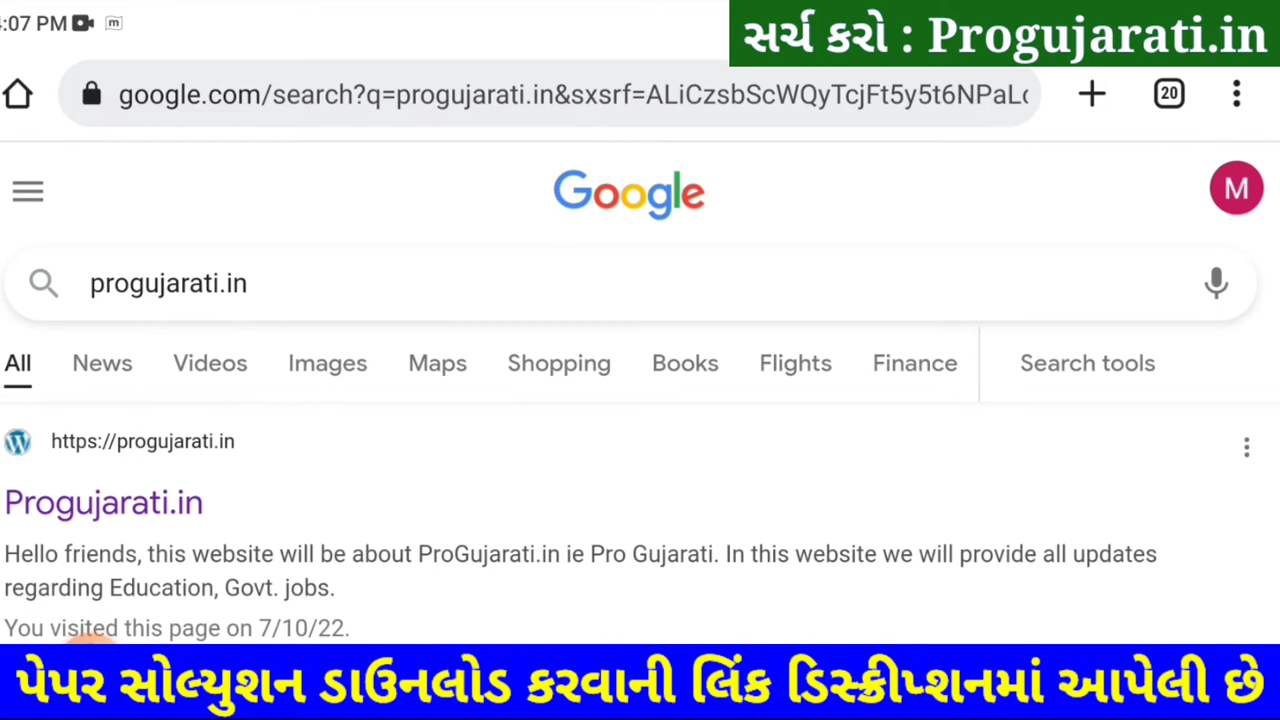 :07 PM
સર્ચ કરો : Progujarati.in
google.com/search?q=progujarati.in&sxsrf=ALiCzsbScWQyTcjFt5y5t6NPaLo
20
Google
M
progujarati.in
All News Videos Images Maps Shopping Books Flights Finance Search tools
https://progujarati.in
Progujarati.in
Hello friends, this website will be about ProGujarati.in ie Pro Gujarati. In this website we will provide all updates
regarding Education, Govt. jobs.
You visited this page on 7/10/22.
પેપર સોલ્યુશન ડાઉનલોડ કરવાની લિંક ડિસ્ક્રીપ્શનમાં આપેલી છે